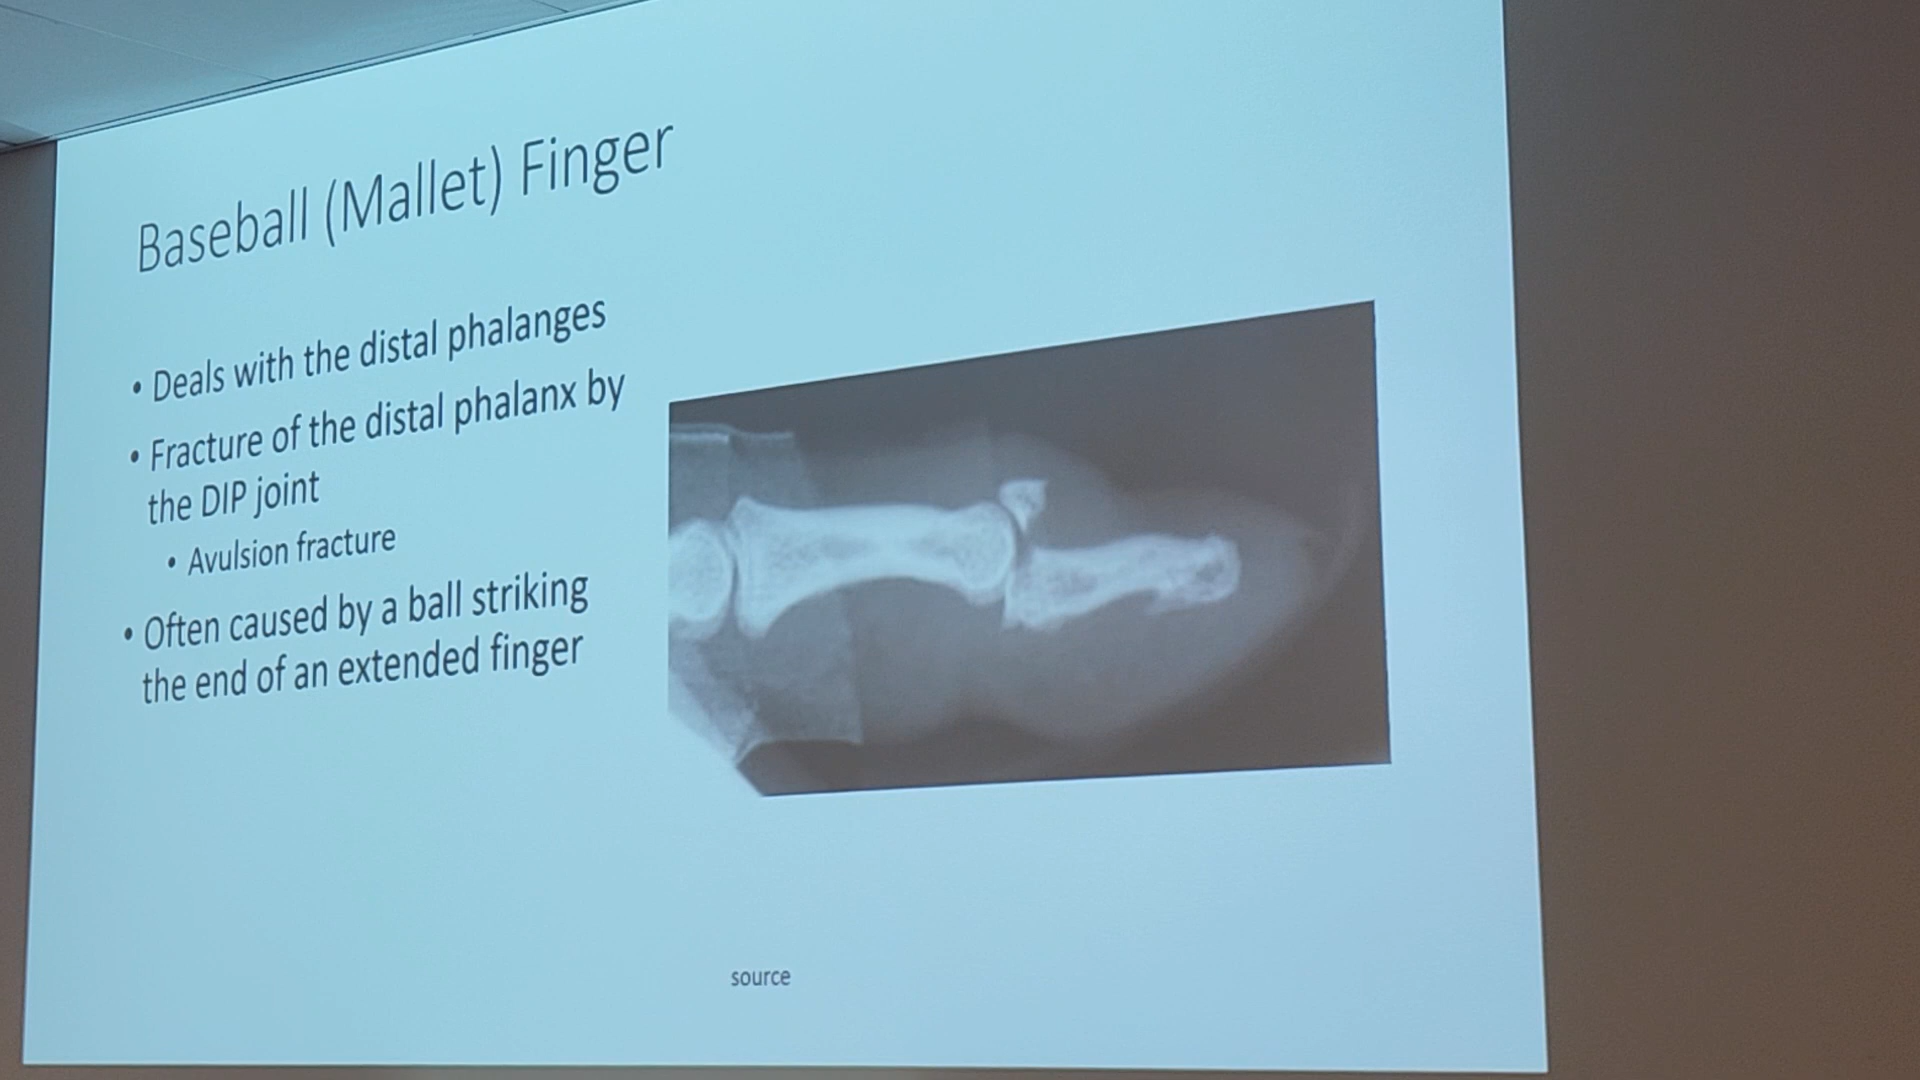 Baseball (Mallet) Finger
• Deals with the distal phalanges
• Fracture of the distal phalanx by
the DIP joint
• Avulsion fracture
• Often caused by a ball striking
the end of an extended finger
source